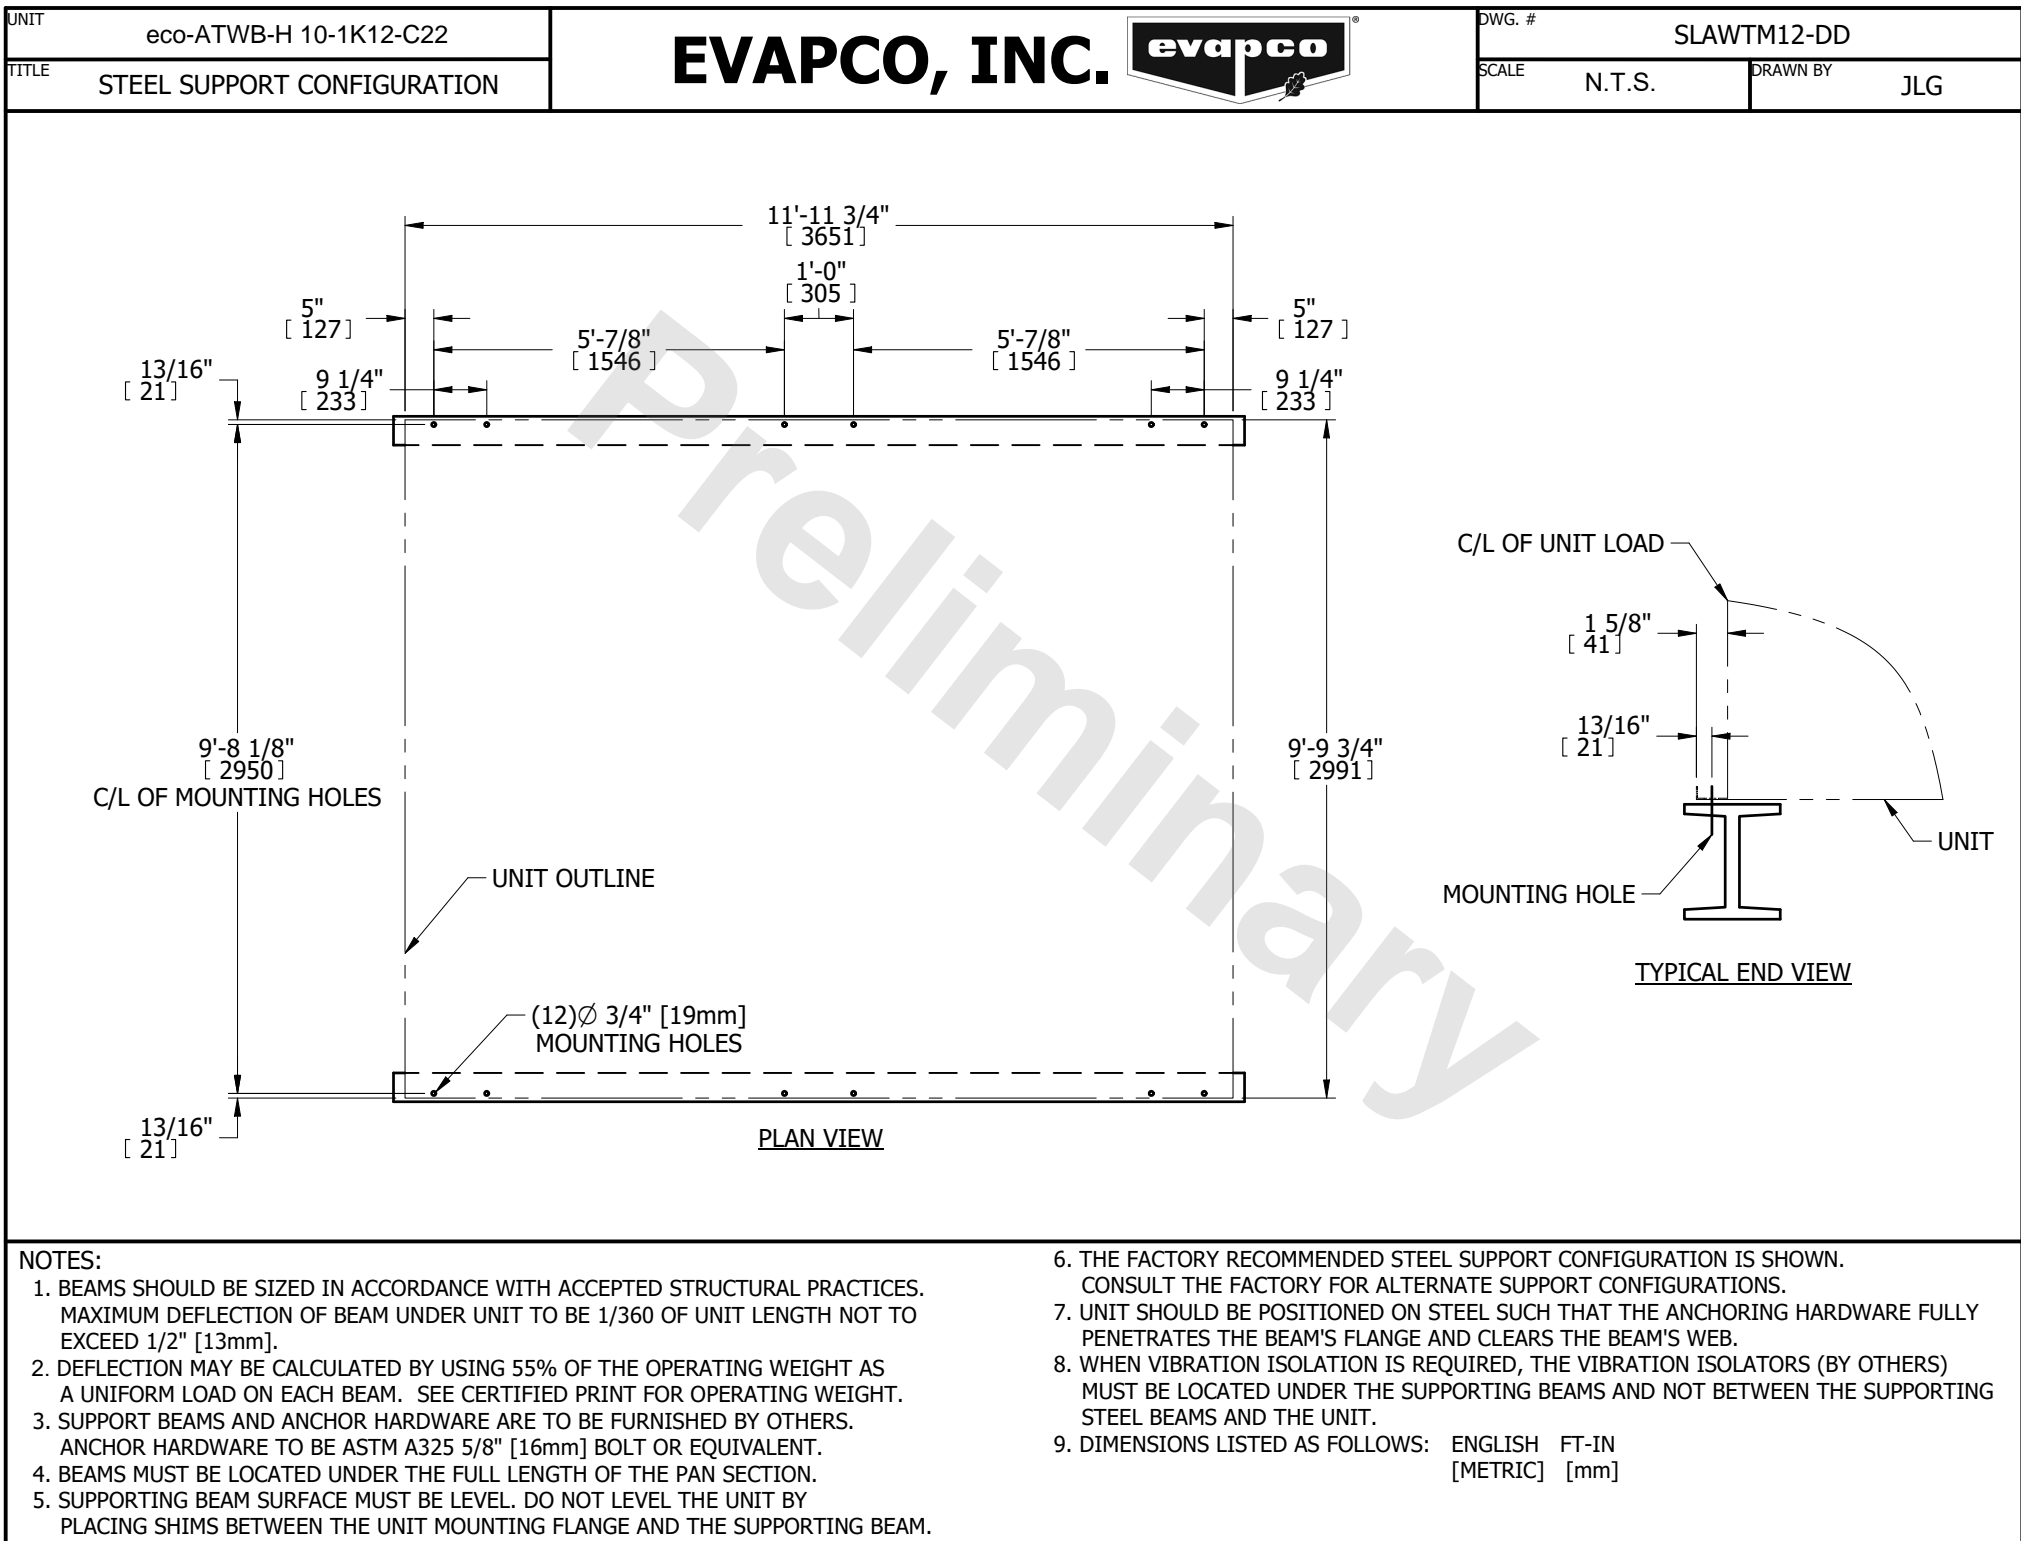 UNIT
eco-ATWB-H 10-1K12-C22
TITLE
STEEL SUPPORT CONFIGURATION
EVAPCO, INC.
evapco
®
DWG. #
SLAWTM12-DD
SCALE
N.T.S.
DRAWN BY
JLG
11'-11 3/4"
[ 3651 ]
1'-0"
[ 305 ]
5"
[ 127 ]
5"
[ 127 ]
5'-7/8"
[ 1546 ]
5'-7/8"
[ 1546 ]
13/16"
[ 21 ]
9 1/4"
[ 233 ]
9 1/4"
[ 233 ]
Preliminary
C/L OF UNIT LOAD
1 5/8"
[ 41 ]
13/16"
[ 21 ]
9'-8 1/8"
[ 2950 ]
C/L OF MOUNTING HOLES
9'-9 3/4"
[ 2991 ]
UNIT
MOUNTING HOLE
TYPICAL END VIEW
UNIT OUTLINE
(12)∅ 3/4" [19mm]
MOUNTING HOLES
13/16"
[ 21 ]
PLAN VIEW
NOTES:
1. BEAMS SHOULD BE SIZED IN ACCORDANCE WITH ACCEPTED STRUCTURAL PRACTICES.
MAXIMUM DEFLECTION OF BEAM UNDER UNIT TO BE 1/360 OF UNIT LENGTH NOT TO
EXCEED 1/2" [13mm].
2. DEFLECTION MAY BE CALCULATED BY USING 55% OF THE OPERATING WEIGHT AS
A UNIFORM LOAD ON EACH BEAM. SEE CERTIFIED PRINT FOR OPERATING WEIGHT.
3. SUPPORT BEAMS AND ANCHOR HARDWARE ARE TO BE FURNISHED BY OTHERS.
ANCHOR HARDWARE TO BE ASTM A325 5/8" [16mm] BOLT OR EQUIVALENT.
4. BEAMS MUST BE LOCATED UNDER THE FULL LENGTH OF THE PAN SECTION.
5. SUPPORTING BEAM SURFACE MUST BE LEVEL. DO NOT LEVEL THE UNIT BY
PLACING SHIMS BETWEEN THE UNIT MOUNTING FLANGE AND THE SUPPORTING BEAM.
6. THE FACTORY RECOMMENDED STEEL SUPPORT CONFIGURATION IS SHOWN.
CONSULT THE FACTORY FOR ALTERNATE SUPPORT CONFIGURATIONS.
7. UNIT SHOULD BE POSITIONED ON STEEL SUCH THAT THE ANCHORING HARDWARE FULLY
PENETRATES THE BEAM'S FLANGE AND CLEARS THE BEAM'S WEB.
8. WHEN VIBRATION ISOLATION IS REQUIRED, THE VIBRATION ISOLATORS (BY OTHERS)
MUST BE LOCATED UNDER THE SUPPORTING BEAMS AND NOT BETWEEN THE SUPPORTING
STEEL BEAMS AND THE UNIT.
9. DIMENSIONS LISTED AS FOLLOWS: ENGLISH FT-IN
[METRIC] [mm]